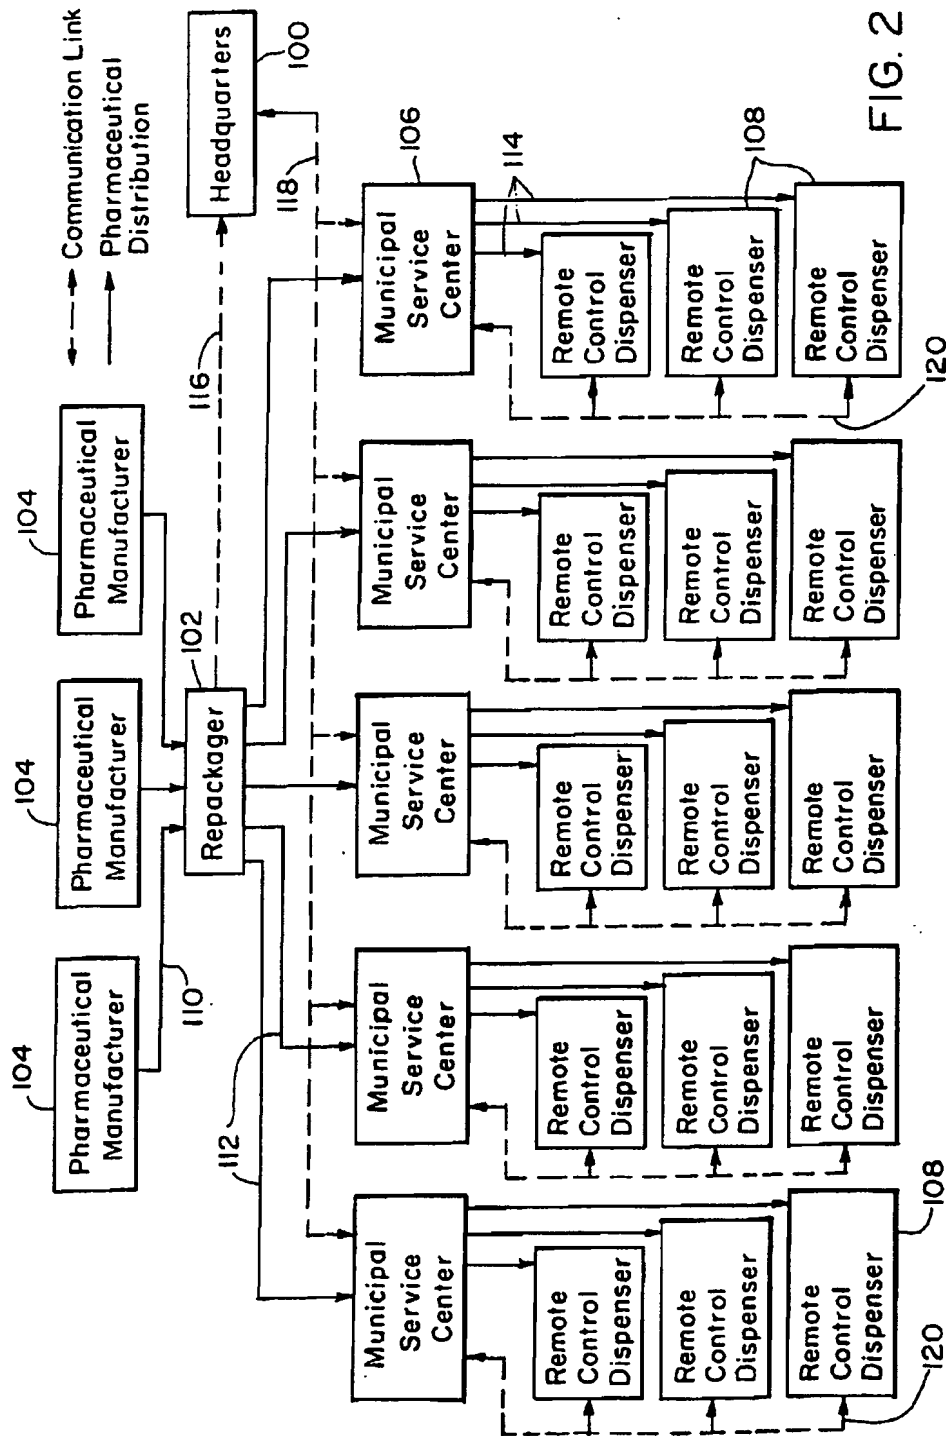 Communication Link
Pharmaceutical
Distribution
104
104
104
Pharmaceutical
Manufacturer
Pharmaceutical
Manufacturer
Pharmaceutical
Manufacturer
110
102
Repackager
116
Headquarters
100
112
118
Municipal
Service
Center
Municipal
Service
Center
Municipal
Service
Center
Municipal
Service
Center
Municipal
Service
Center
106
114
Remote
Control
Dispenser
Remote
Control
Dispenser
Remote
Control
Dispenser
Remote
Control
Dispenser
Remote
Control
Dispenser
Remote
Control
Dispenser
Remote
Control
Dispenser
Remote
Control
Dispenser
Remote
Control
Dispenser
Remote
Control
Dispenser
108
Remote
Control
Dispenser
Remote
Control
Dispenser
Remote
Control
Dispenser
Remote
Control
Dispenser
Remote
Control
Dispenser
120
108
120
FIG. 2